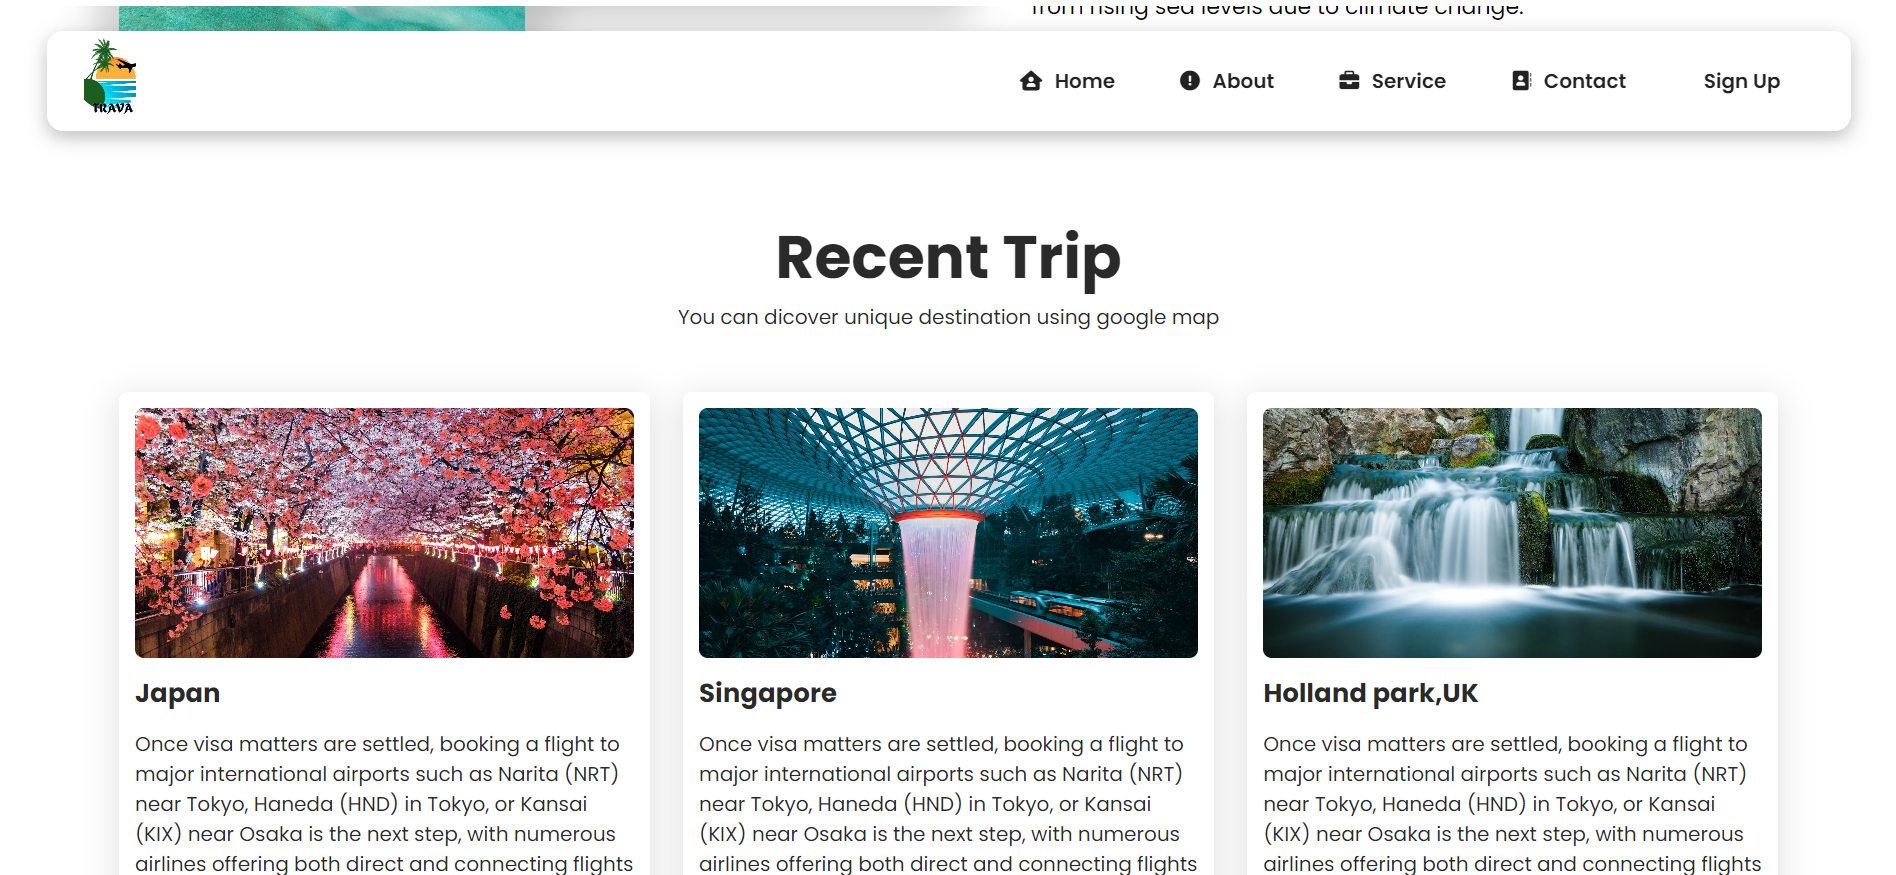 from rising sea levels due to climate change.
TRAVA
Home About Service Contact Sign Up
Recent Trip
You can dicover unique destination using google map
Japan
Once visa matters are settled, booking a flight to
major international airports such as Narita (NRT)
near Tokyo, Haneda (HND) in Tokyo, or Kansai
(KIX) near Osaka is the next step, with numerous
airlines offering both direct and connecting flights
Singapore
Once visa matters are settled, booking a flight to
major international airports such as Narita (NRT)
near Tokyo, Haneda (HND) in Tokyo, or Kansai
(KIX) near Osaka is the next step, with numerous
airlines offering both direct and connecting flights
Holland park,UK
Once visa matters are settled, booking a flight to
major international airports such as Narita (NRT)
near Tokyo, Haneda (HND) in Tokyo, or Kansai
(KIX) near Osaka is the next step, with numerous
airlines offering both direct and connecting flights